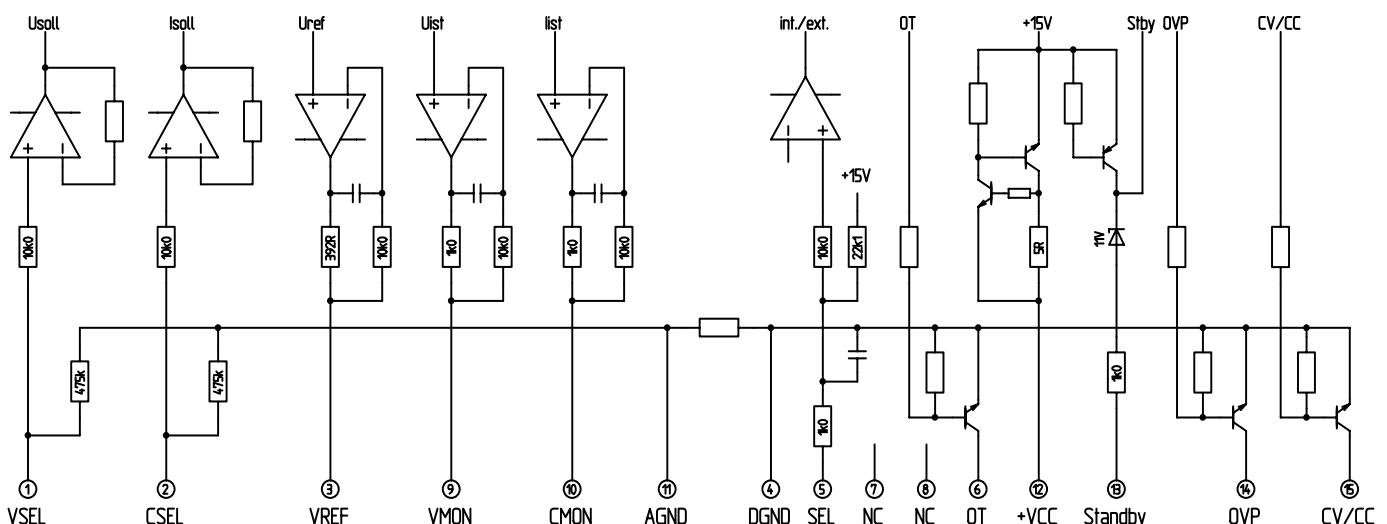 Usoll Isoll Uref Uist Iist int./ext. OT +15V Stby OVP CV/CC
+ − + − + − + − + − − +
+15V
10k0 10k0 392R 10k0 1k0 10k0 1k0 10k0 10k0 22k1 5R 11V
475k 475k 1k0
1k0
1 2 3 9 10 11 4 5 7 8 6 12 13 14 15
VSEL CSEL VREF VMON CMON AGND DGND SEL NC NC OT +VCC Standby OVP CV/CC